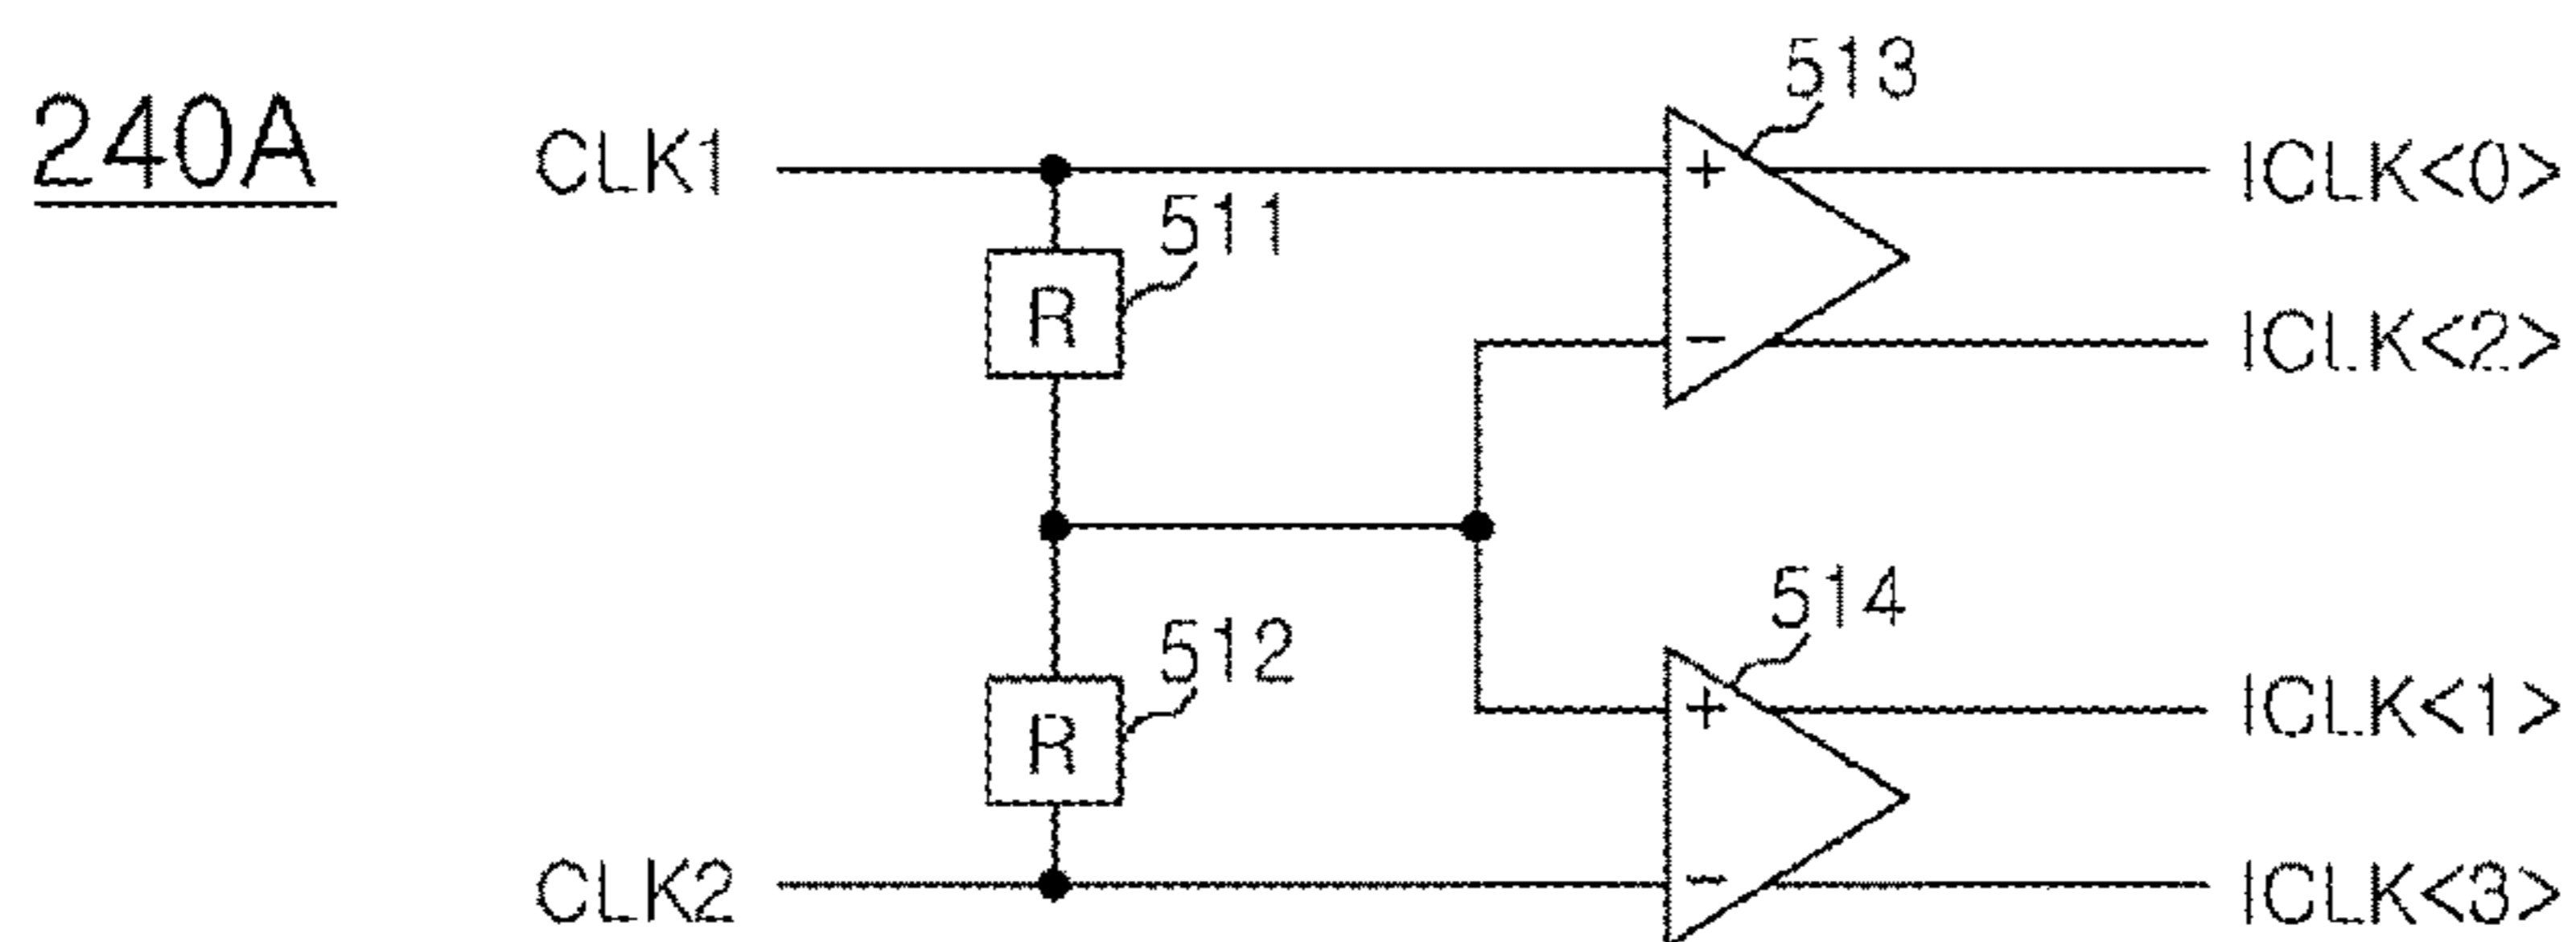 240A
CLK1
513
+
ICLK<0>
511
R
-
ICLK<2>
514
512
R
+
ICLK<1>
CLK2
-
ICLK<3>